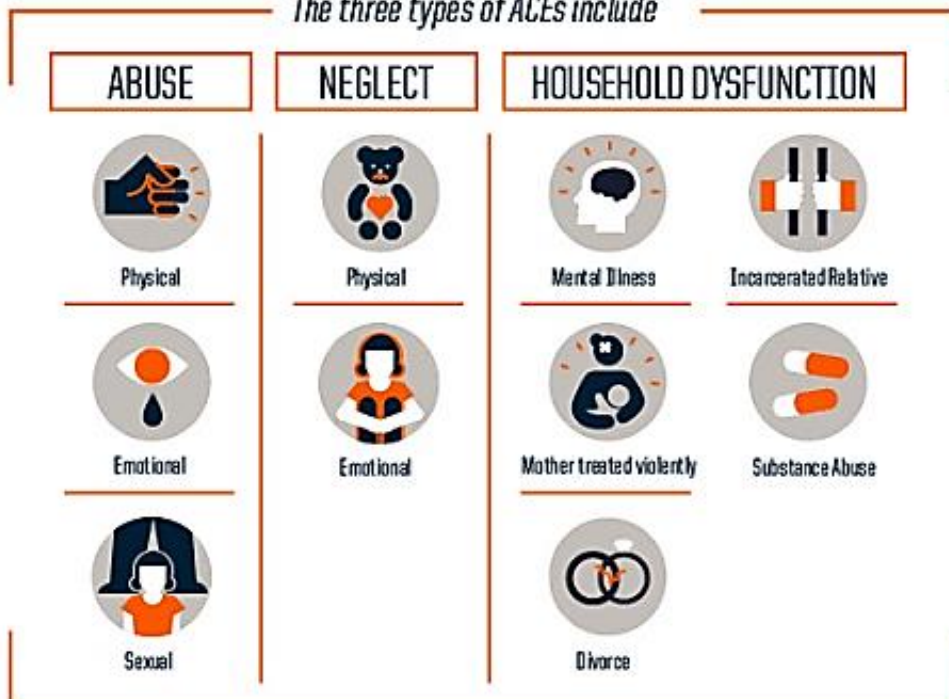 The three types of ACEs include
ABUSE
NEGLECT
HOUSEHOLD DYSFUNCTION
Physical
Physical
Mental Illness
Incarcerated Relative
Emotional
Emotional
Mother treated violently
Substance Abuse
Sexual
Divorce